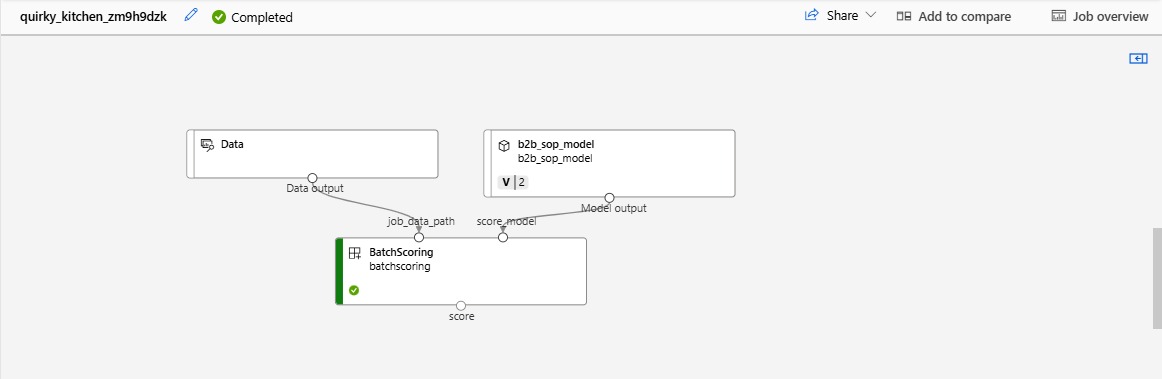 quirky_kitchen_zm9h9dzk Completed Share Add to compare Job overview
Data
Data output
b2b_sop_model
b2b_sop_model
V 2
Model output
job_data_path score_model
BatchScoring
batchscoring
score